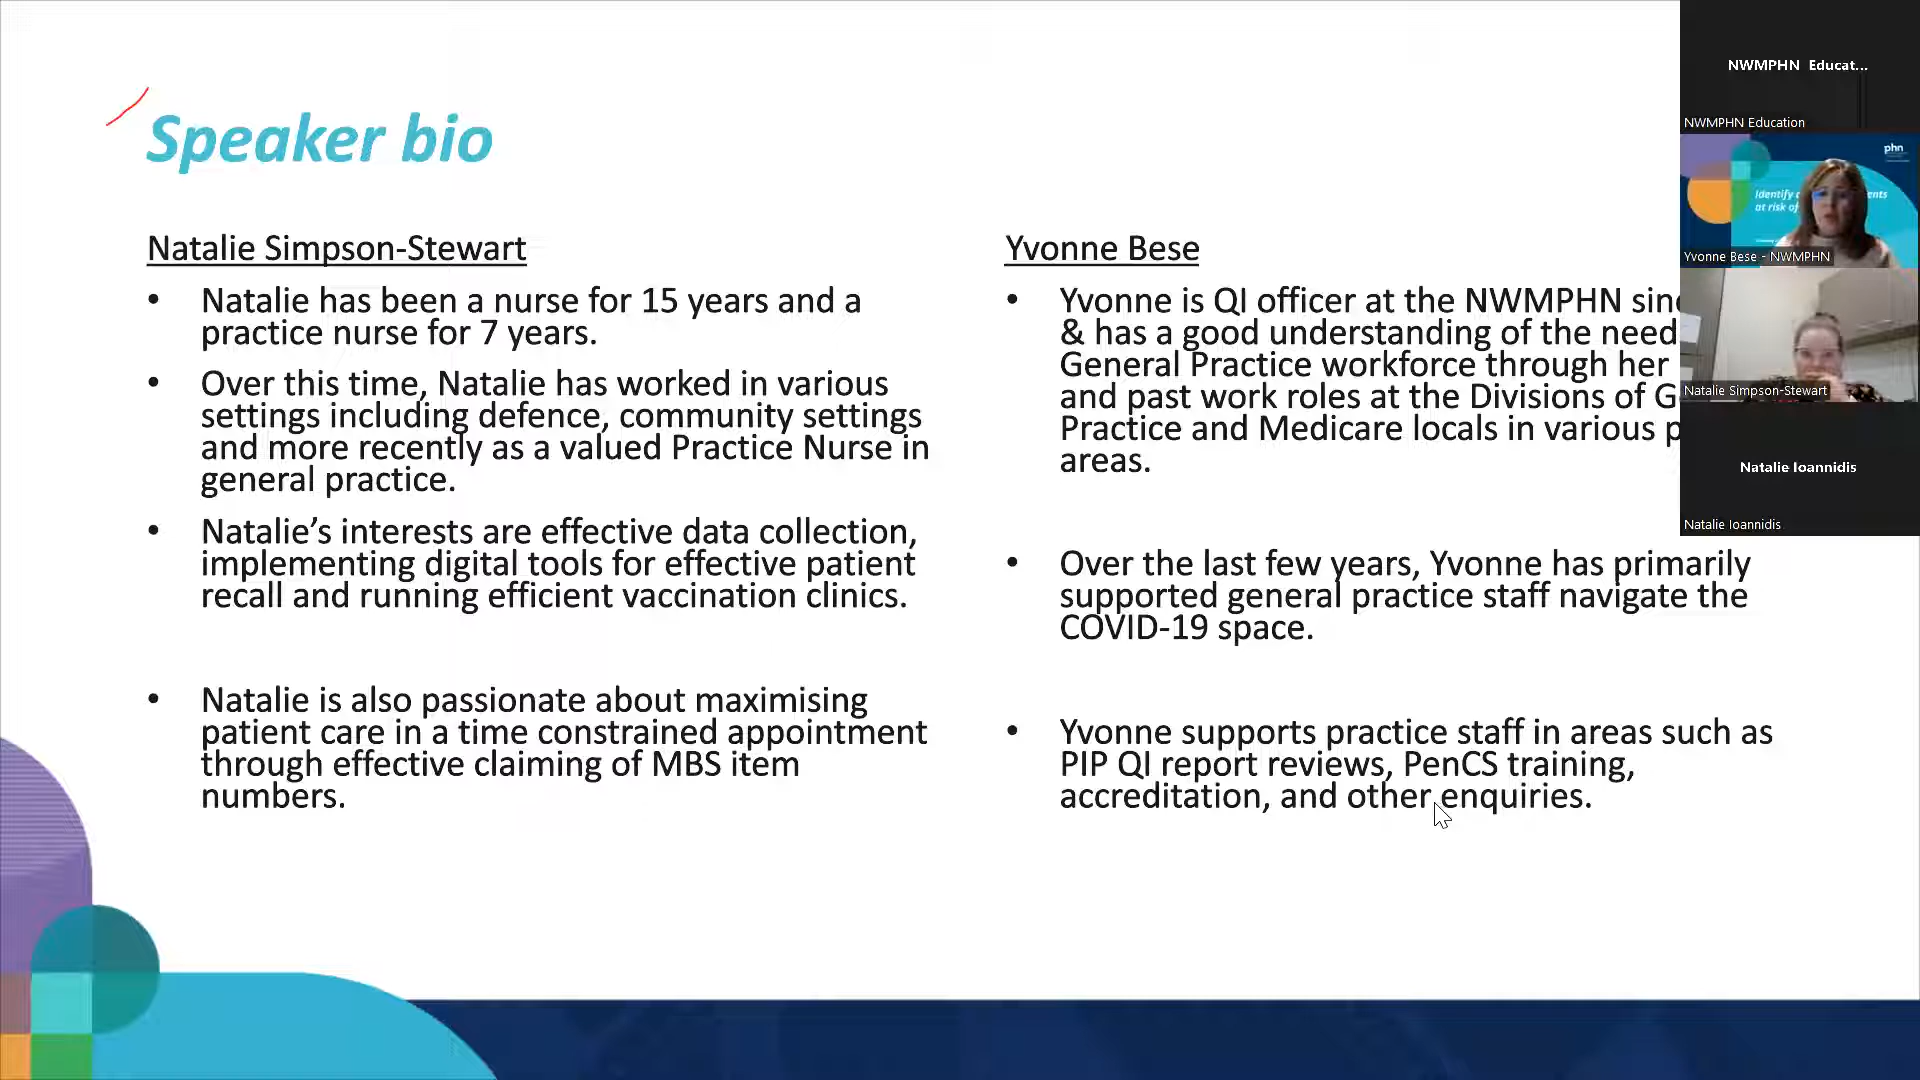 Speaker bio
Natalie Simpson-Stewart
• Natalie has been a nurse for 15 years and a
practice nurse for 7 years.
• Over this time, Natalie has worked in various
settings including defence, community settings
and more recently as a valued Practice Nurse in
general practice.
• Natalie’s interests are effective data collection,
implementing digital tools for effective patient
recall and running efficient vaccination clinics.
• Natalie is also passionate about maximising
patient care in a time constrained appointment
through effective claiming of MBS item
numbers.
Yvonne Bese
• Yvonne is QI officer at the NWMPHN
& has a good understanding of the
General Practice workforce through her
and past work roles at the Divisions of
Practice and Medicare locals in various
areas.
• Over the last few years, Yvonne has primarily
supported general practice staff navigate the
COVID-19 space.
• Yvonne supports practice staff in areas such as
PIP QI report reviews, PenCS training,
accreditation, and other enquiries.
NWMPHN Educat...
NWMPHN Education
phn
Identify
at risk of
Yvonne Bese - NWMPHN
Natalie Simpson-Stewart
Natalie Ioannidis
Natalie Ioannidis